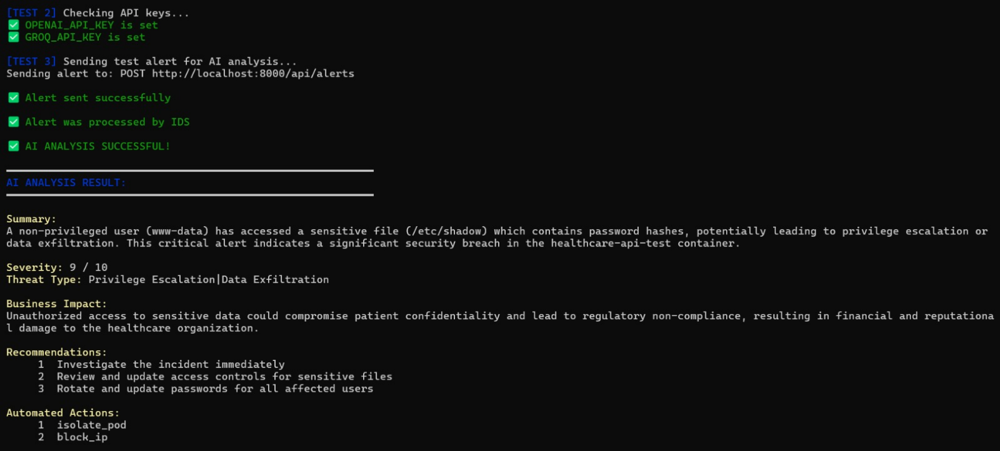 [TEST 2] Checking API keys...
✅ OPENAI_API_KEY is set
✅ GROQ_API_KEY is set
[TEST 3] Sending test alert for AI analysis...
Sending alert to: POST http://localhost:8000/api/alerts
✅ Alert sent successfully
✅ Alert was processed by IDS
✅ AI ANALYSIS SUCCESSFUL!
AI ANALYSIS RESULT:
Summary:
A non-privileged user (www-data) has accessed a sensitive file (/etc/shadow) which contains password hashes, potentially leading to privilege escalation or
data exfiltration. This critical alert indicates a significant security breach in the healthcare-api-test container.
Severity: 9 / 10
Threat Type: Privilege Escalation|Data Exfiltration
Business Impact:
Unauthorized access to sensitive data could compromise patient confidentiality and lead to regulatory non-compliance, resulting in financial and reputationa
l damage to the healthcare organization.
Recommendations:
1 Investigate the incident immediately
2 Review and update access controls for sensitive files
3 Rotate and update passwords for all affected users
Automated Actions:
1 isolate_pod
2 block_ip